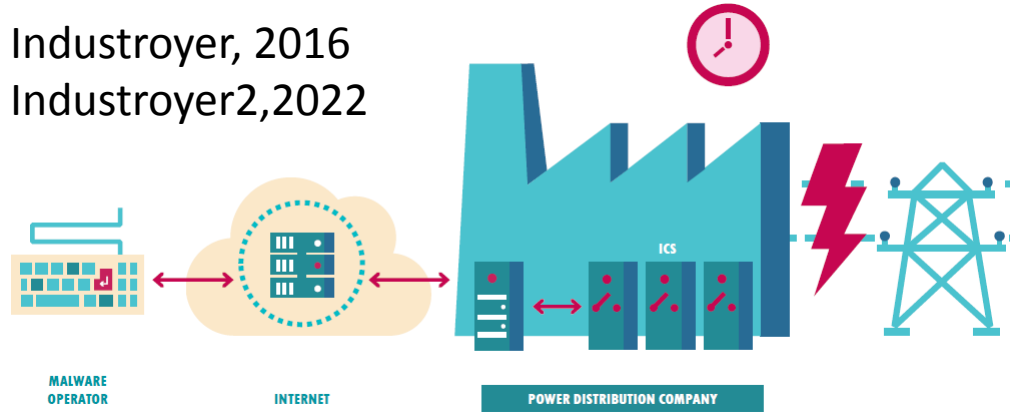 Industroyer, 2016
Industroyer2,2022
ICS
MALWARE
OPERATOR
INTERNET
POWER DISTRIBUTION COMPANY